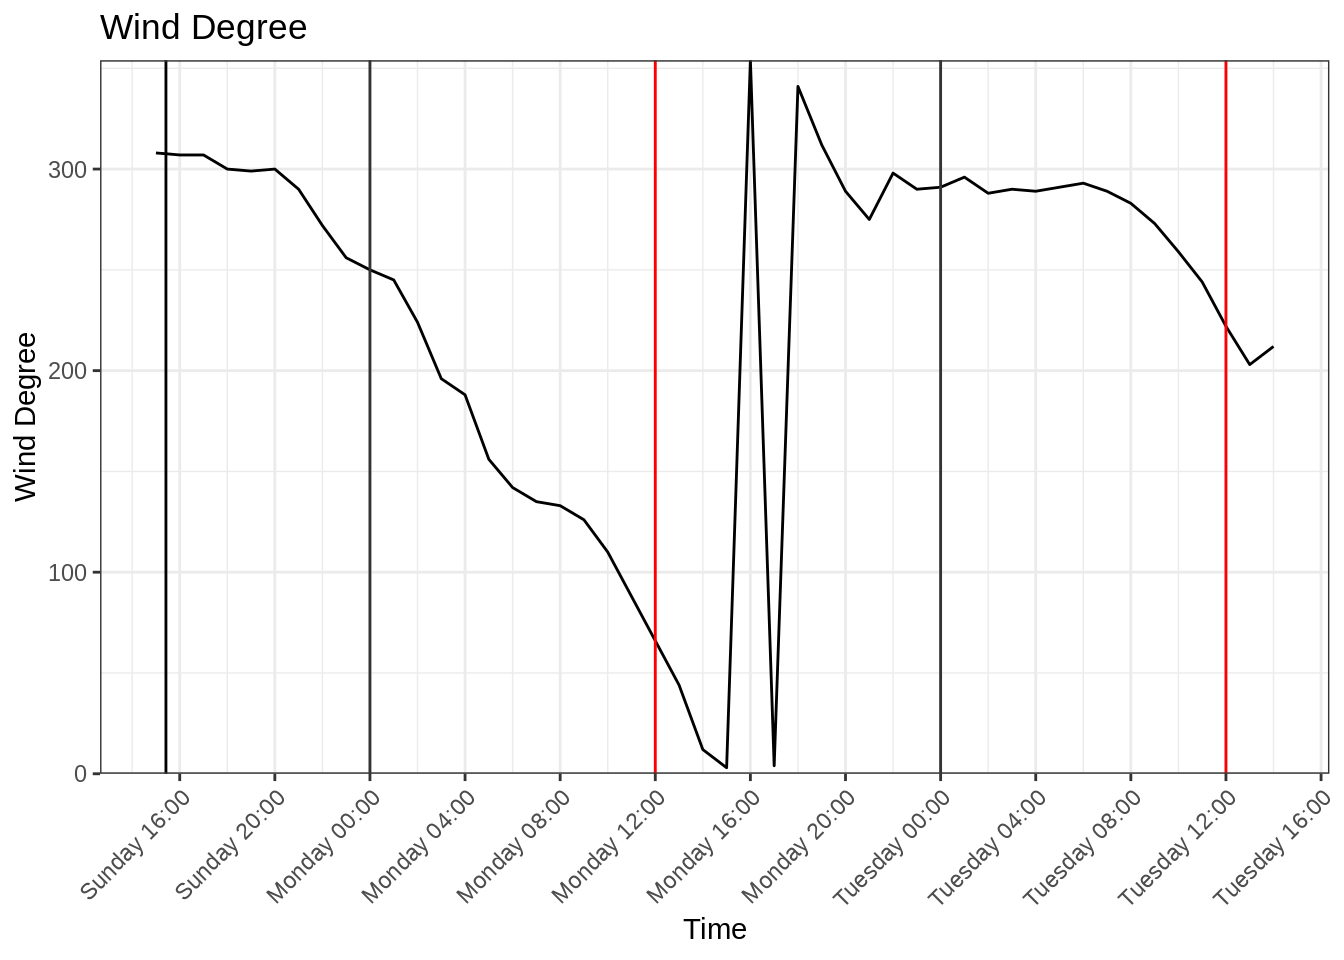 Wind Degree
Wind Degree
300
200
100
0
Sunday 16:00
Sunday 20:00
Monday 00:00
Monday 04:00
Monday 08:00
Monday 12:00
Monday 16:00
Monday 20:00
Tuesday 00:00
Tuesday 04:00
Tuesday 08:00
Tuesday 12:00
Tuesday 16:00
Time